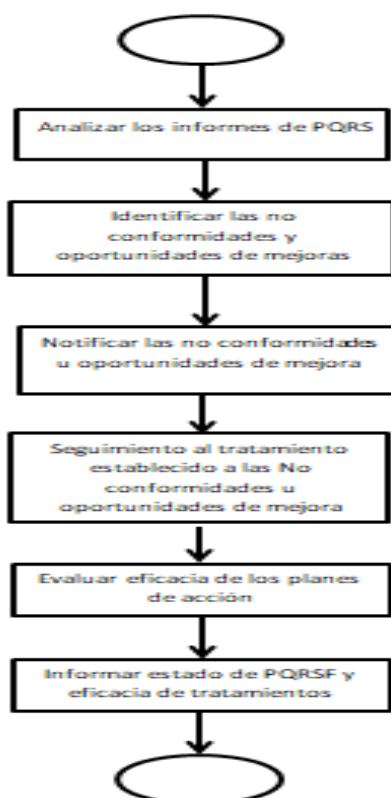 Analizar los informes de PQRS
Identificar las no
conformidades y
oportunidades de mejoras
Notificar las no conformidades
u oportunidades de mejora
Seguimiento al tratamiento
establecido a las No
conformidades u
oportunidades de mejora
Evaluar eficacia de los planes
de acción
Informar estado de PQRSF y
eficacia de tratamientos